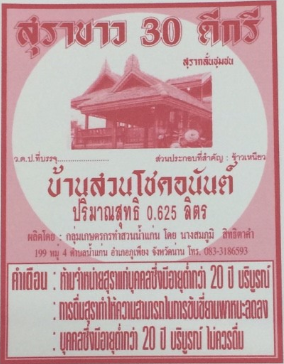 สุราขาว 30 ดีกรี
สุรากลั่นชุมชน
ว.ด.ป.ที่บรรจุ.................... ส่วนประกอบที่สำคัญ : ข้าวเหนียว
บ้านสวนโชคอนันต์
ปริมาณสุทธิ 0.625 ลิตร
ผลิตโดย : กลุ่มเกษตรกรทำสวนน้ำแก่น โดย นางสมภูมิ สิทธิตาคำ
199 หมู่ 4 ตำบลน้ำแก่น อำเภอภูเพียง จังหวัดน่าน โทร. 083-3186593
คำเตือน : ห้ามจำหน่ายสุราแก่บุคคลซึ่งมีอายุต่ำกว่า 20 ปี บริบูรณ์
: การดื่มสุราทำให้ความสามารถในการขับขี่ยานพาหนะลดลง
: บุคคลซึ่งมีอายุต่ำกว่า 20 ปี บริบูรณ์ ไม่ควรดื่ม